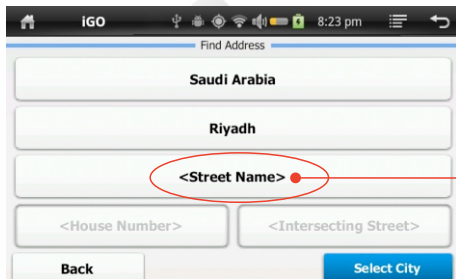 iGO 8:23 pm
Find Address
Saudi Arabia
Riyadh
<Street Name>
<House Number> <Intersecting Street>
Back Select City